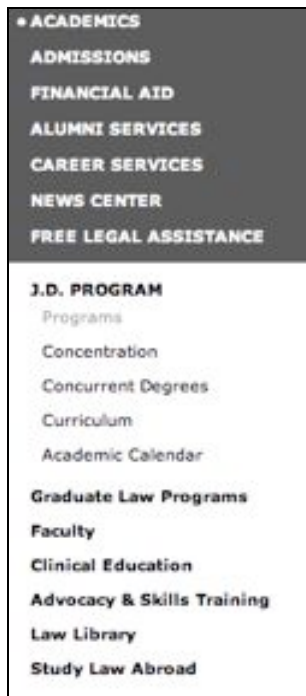 • ACADEMICS
ADMISSIONS
FINANCIAL AID
ALUMNI SERVICES
CAREER SERVICES
NEWS CENTER
FREE LEGAL ASSISTANCE
J.D. PROGRAM
Programs
Concentration
Concurrent Degrees
Curriculum
Academic Calendar
Graduate Law Programs
Faculty
Clinical Education
Advocacy & Skills Training
Law Library
Study Law Abroad